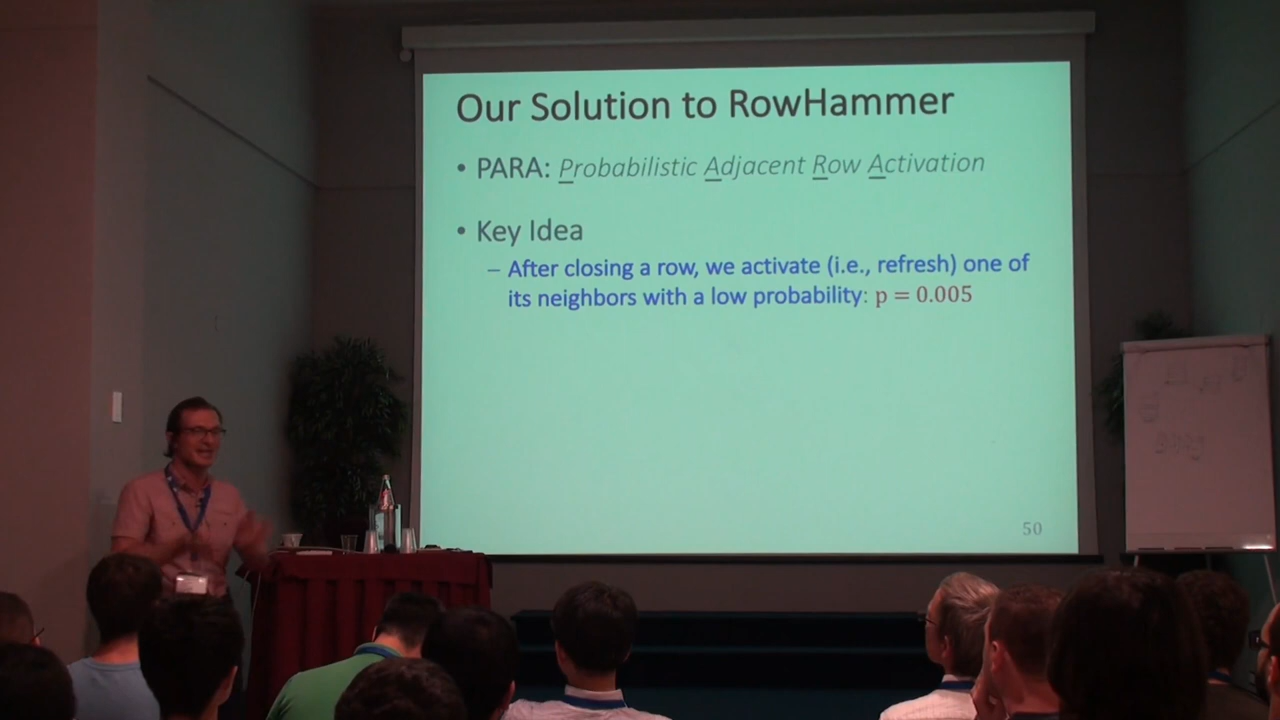 Our Solution to RowHammer
• PARA: Probabilistic Adjacent Row Activation
• Key Idea
– After closing a row, we activate (i.e., refresh) one of
its neighbors with a low probability: p = 0.005
50